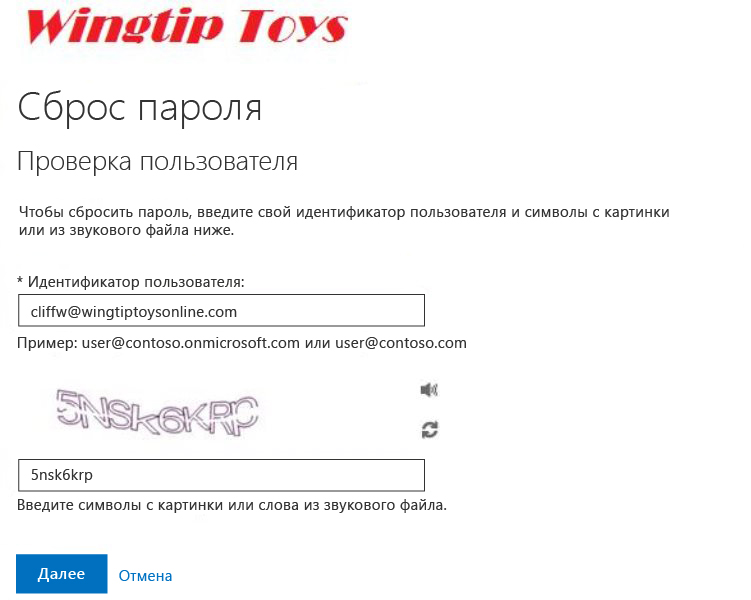 Wingtip Toys
Сброс пароля
Проверка пользователя
Чтобы сбросить пароль, введите свой идентификатор пользователя и символы с картинки
или из звукового файла ниже.
* Идентификатор пользователя:
cliffw@wingtiptoysonline.com
Пример: user@contoso.onmicrosoft.com или user@contoso.com
5NSk6KRP
5nsk6krp
Введите символы с картинки или слова из звукового файла.
Далее Отмена